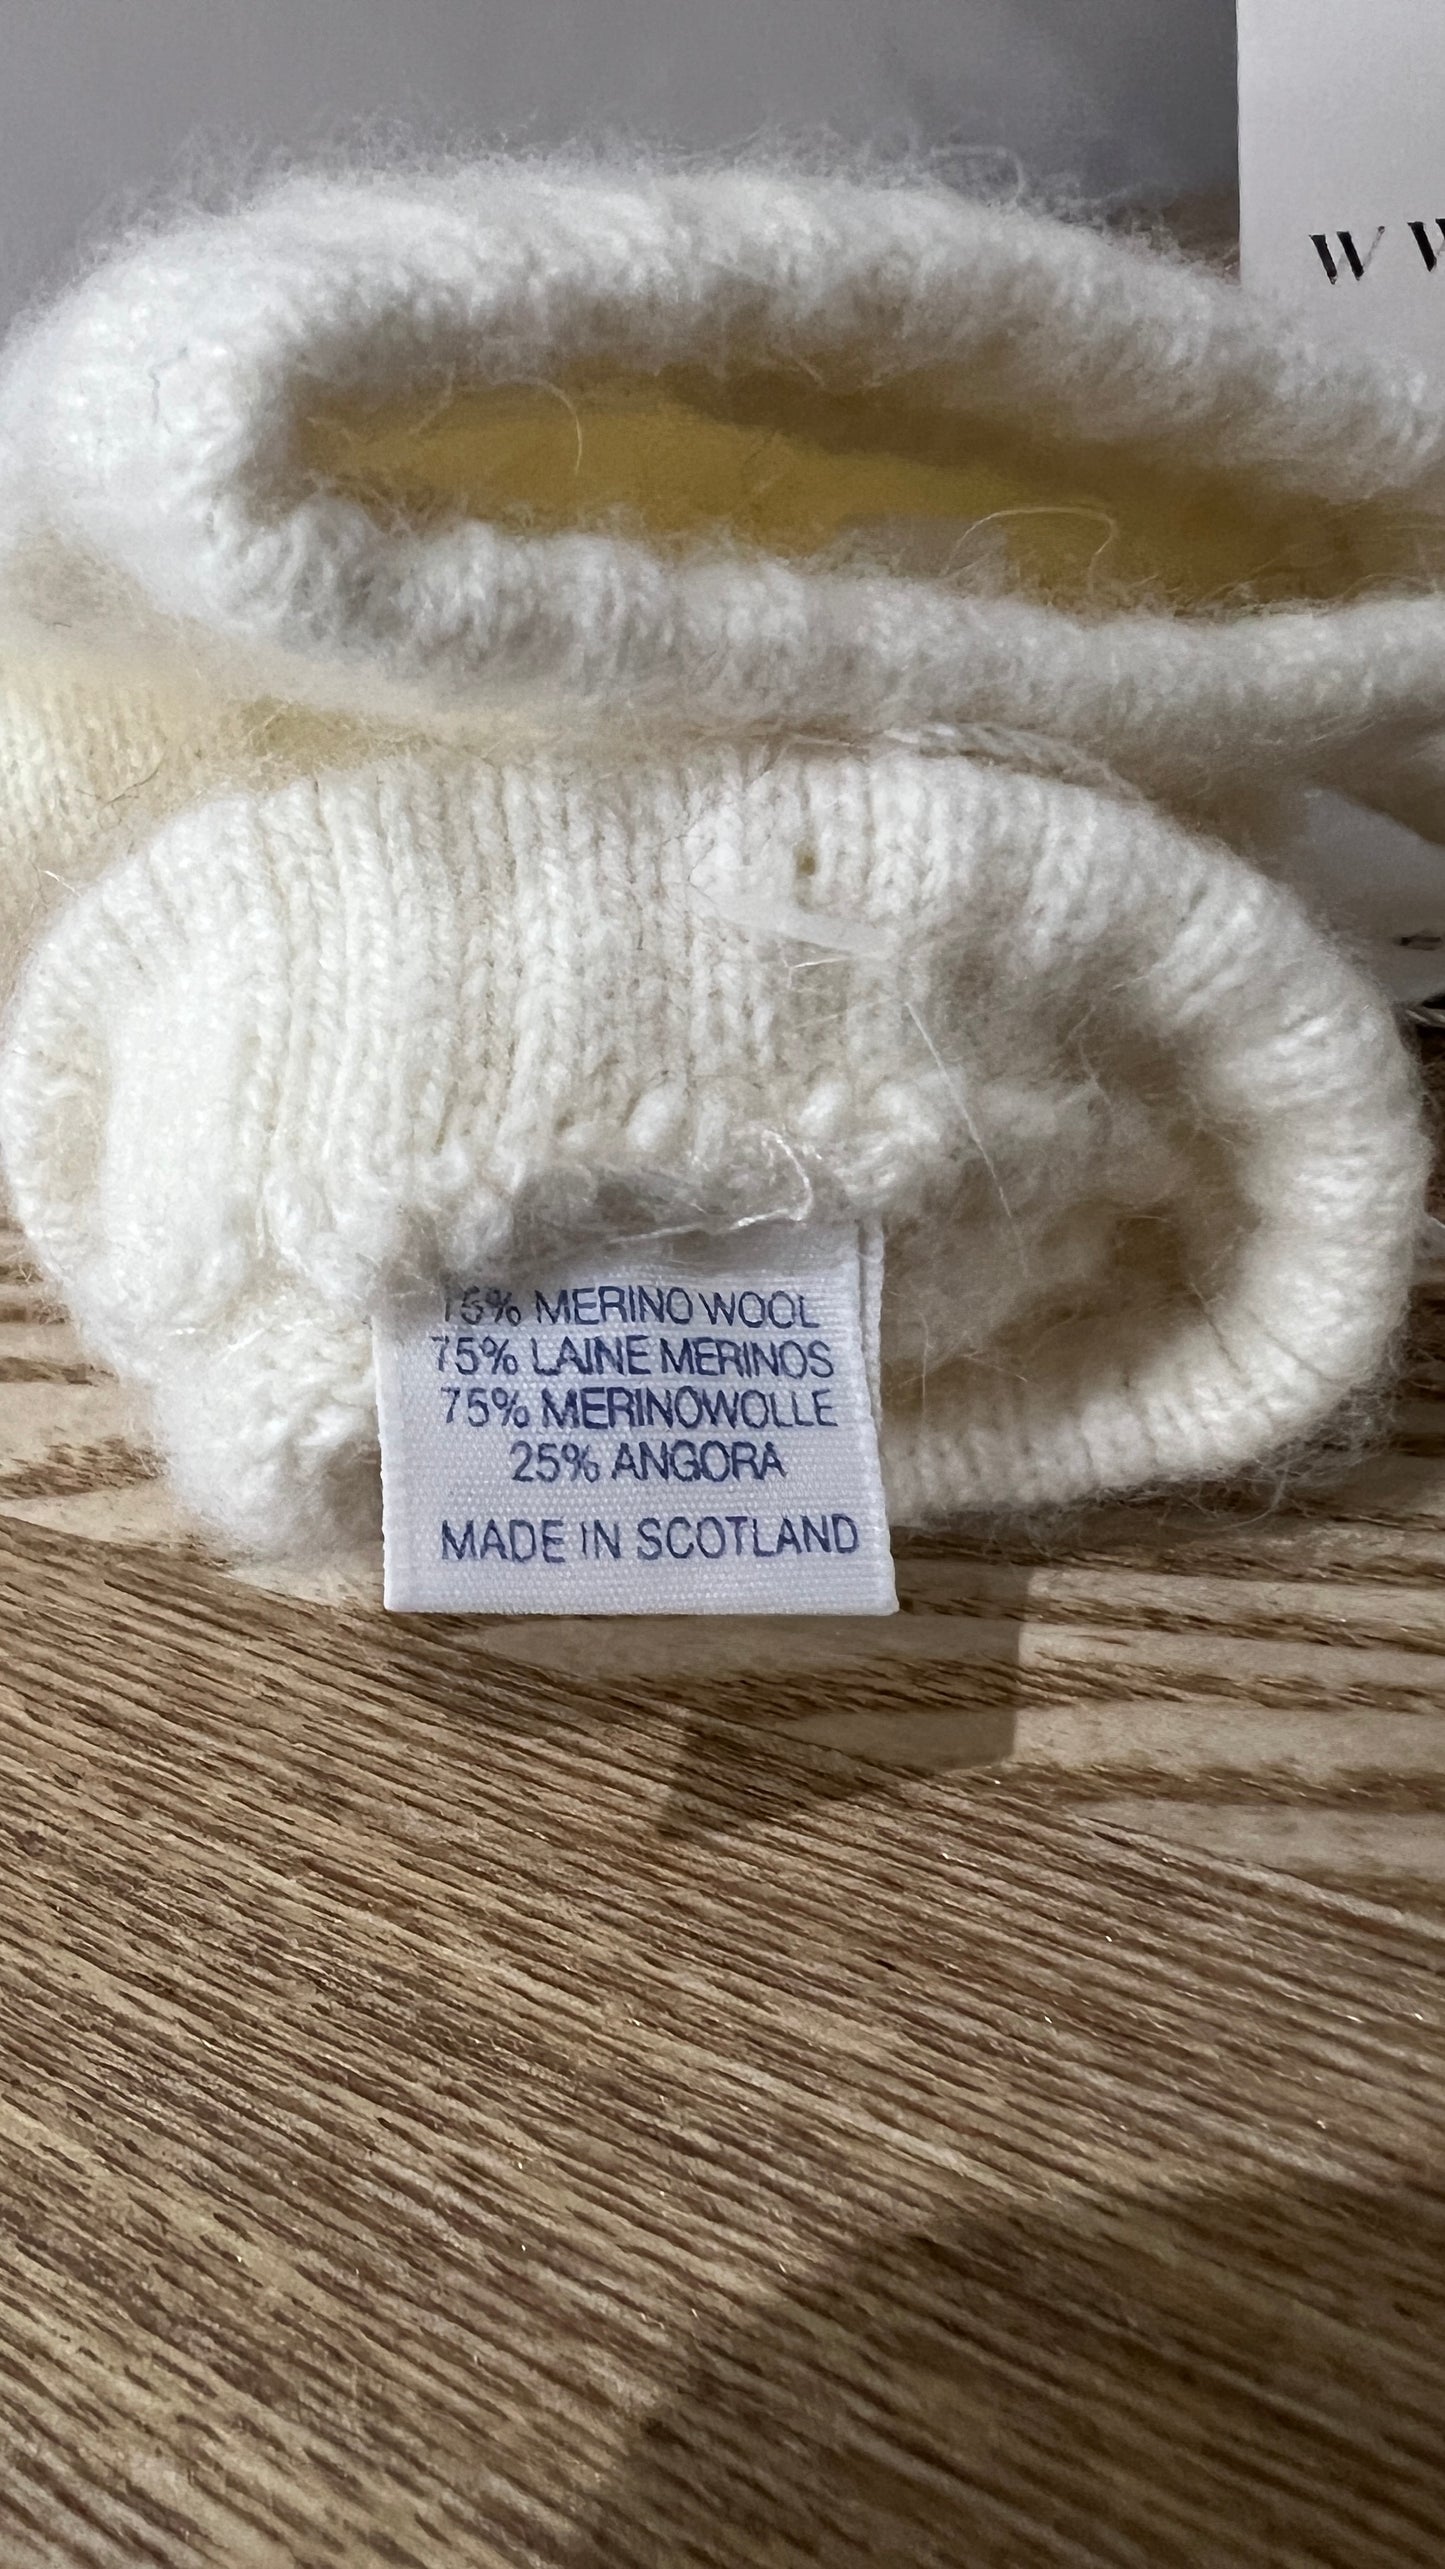 75% MERINO WOOL
75% LAINE MERINOS
75% MERINOWOLLE
25% ANGORA
MADE IN SCOTLAND
W